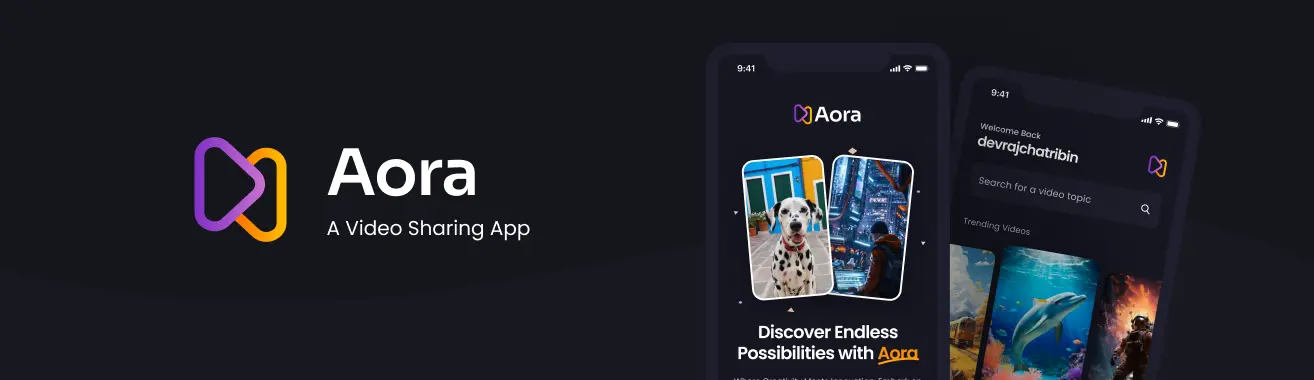 Aora
A Video Sharing App
9:41
Aora
Discover Endless
Possibilities with Aora
9:41
Welcome Back
devrajchatribin
Search for a video topic
Trending Videos